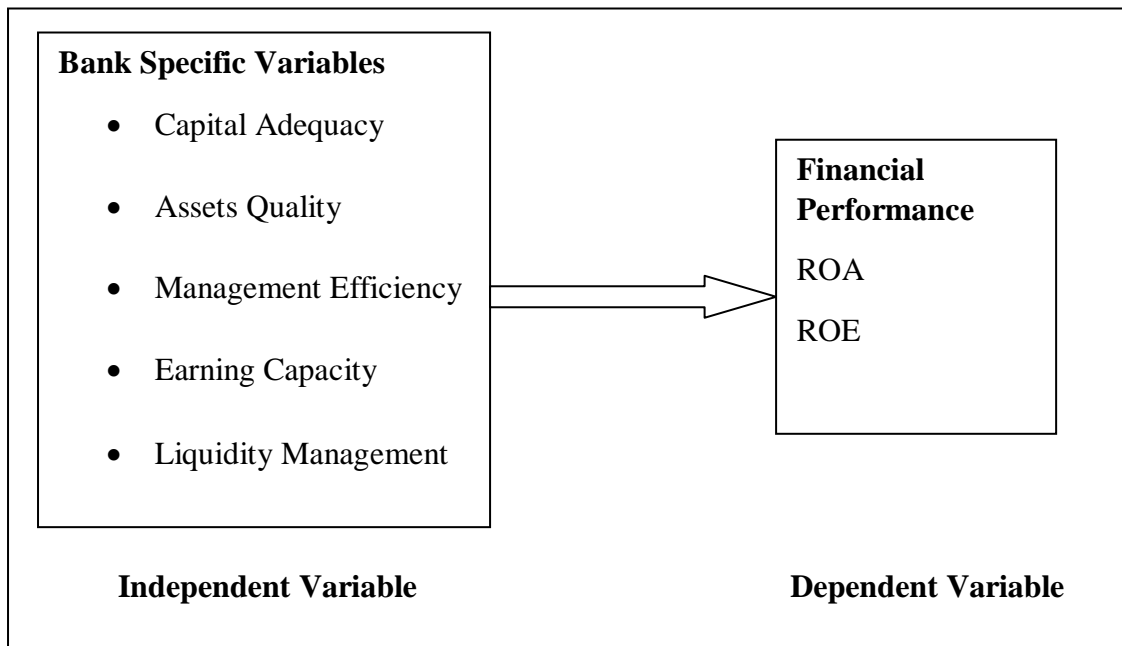 Bank Specific Variables
• Capital Adequacy
• Assets Quality
• Management Efficiency
• Earning Capacity
• Liquidity Management
Financial
Performance
ROA
ROE
Independent Variable
Dependent Variable